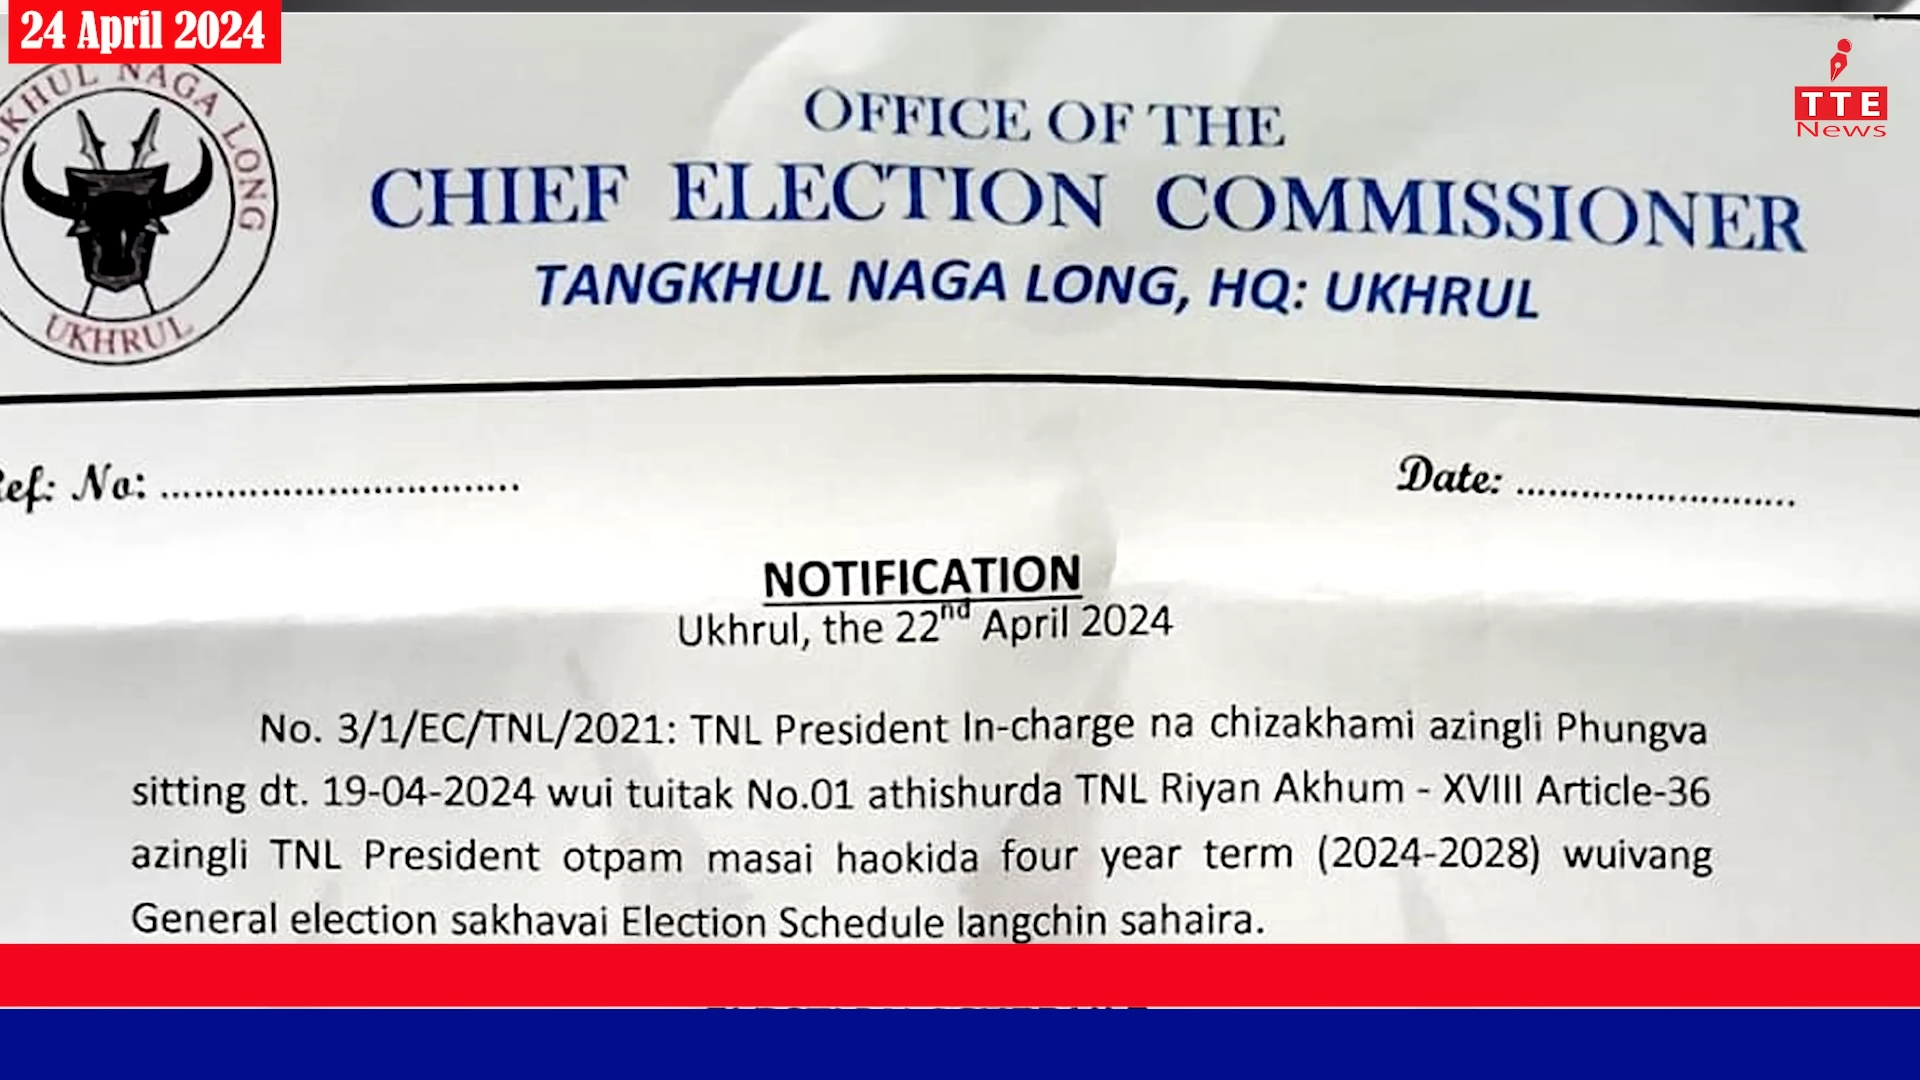 24 April 2024
TTE
News
GKHUL NAGA LONG
UKHRUL
OFFICE OF THE
CHIEF ELECTION COMMISSIONER
TANGKHUL NAGA LONG, HQ: UKHRUL
ef: No: ................................
Date: ..........................
NOTIFICATION
Ukhrul, the 22nd April 2024
No. 3/1/EC/TNL/2021: TNL President In-charge na chizakhami azingli Phungva
sitting dt. 19-04-2024 wui tuitak No.01 athishurda TNL Riyan Akhum - XVIII Article-36
azingli TNL President otpam masai haokida four year term (2024-2028) wuivang
General election sakhavai Election Schedule langchin sahaira.